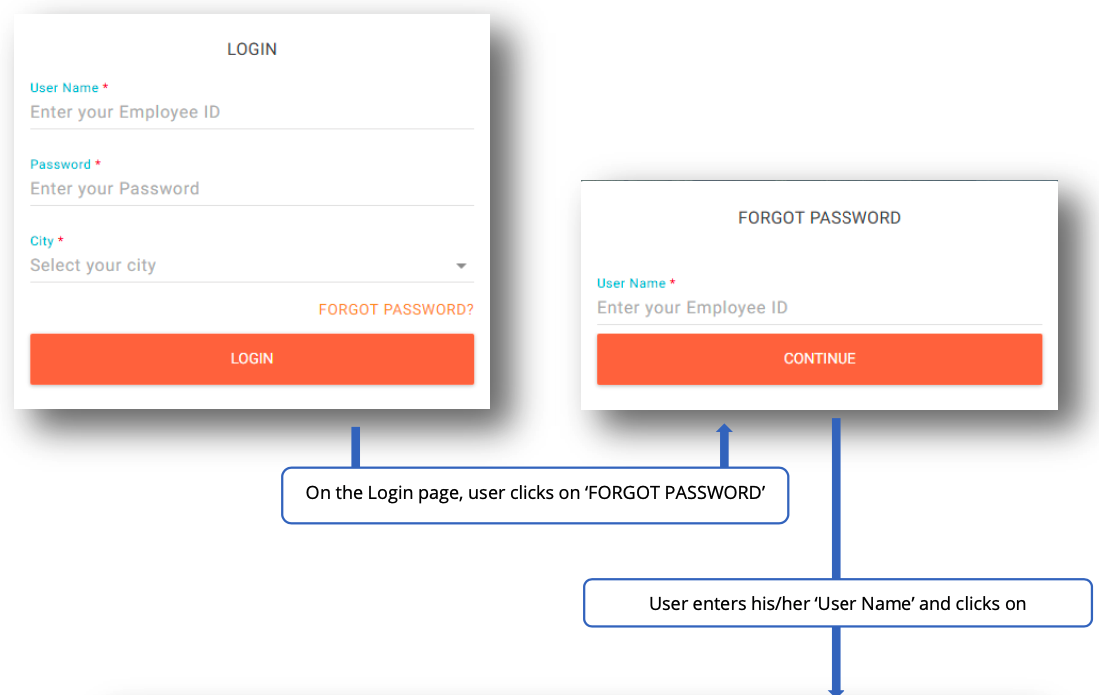 LOGIN
User Name *
Enter your Employee ID
Password *
Enter your Password
City *
Select your city
FORGOT PASSWORD?
LOGIN
FORGOT PASSWORD
User Name *
Enter your Employee ID
CONTINUE
On the Login page, user clicks on ‘FORGOT PASSWORD’
User enters his/her ‘User Name’ and clicks on